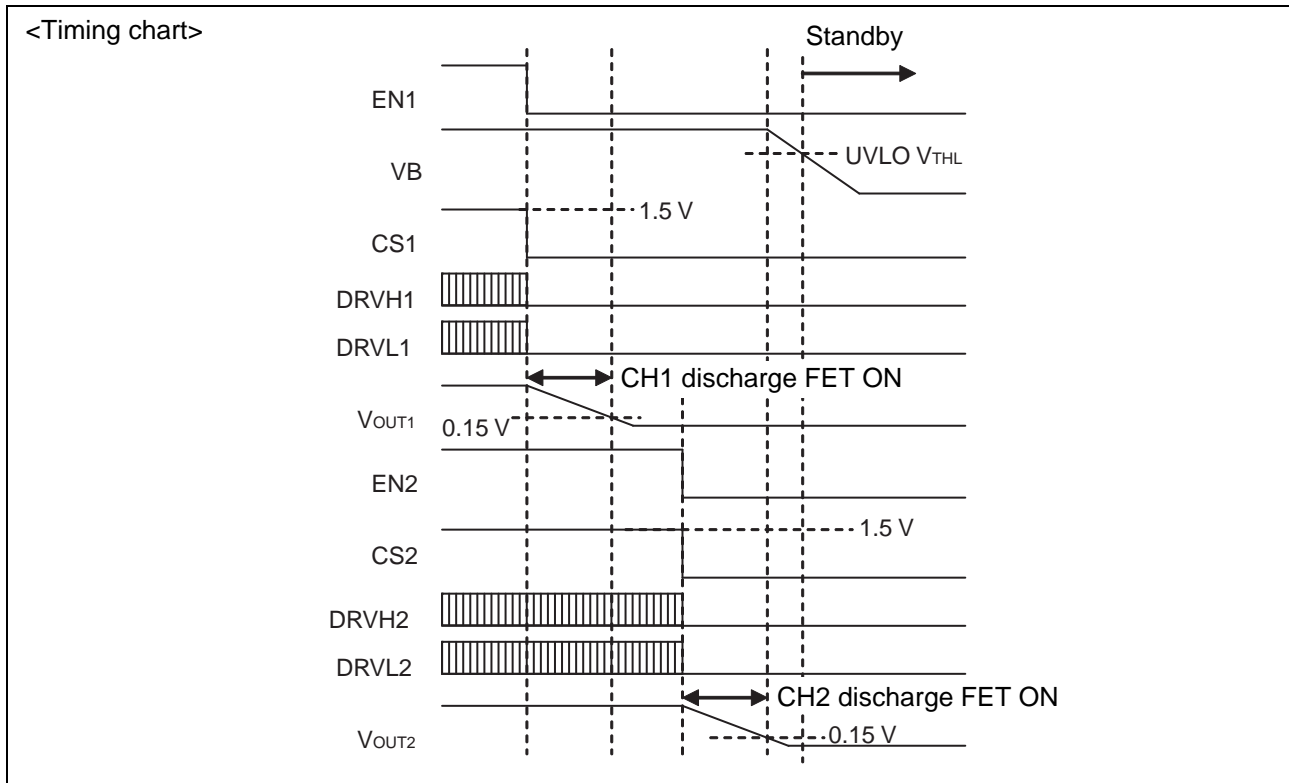 <Timing chart>
Standby
EN1
UVLO VTHL
VB
1.5 V
CS1
DRVH1
DRVL1
CH1 discharge FET ON
VOUT1
0.15 V
EN2
1.5 V
CS2
DRVH2
DRVL2
CH2 discharge FET ON
0.15 V
VOUT2